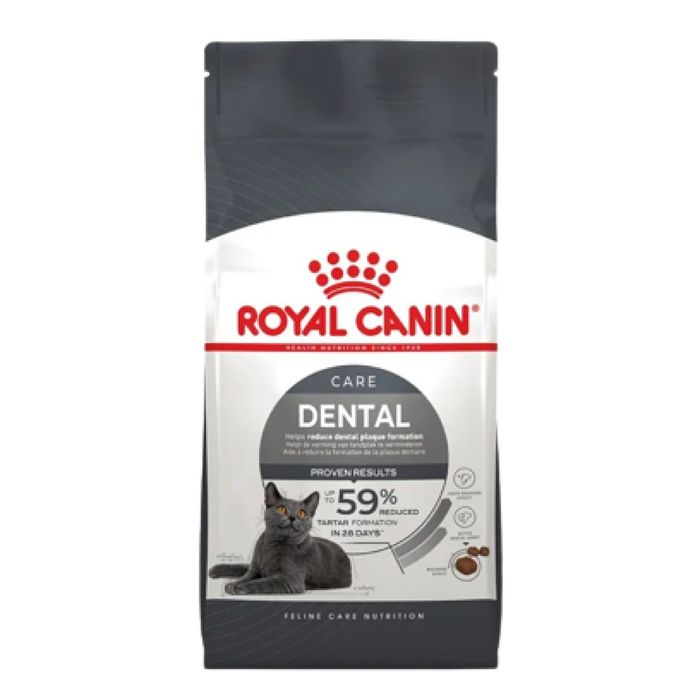 ROYAL CANIN®
HEALTH NUTRITION SINCE 1968
CARE
DENTAL
Helps reduce dental plaque formation
Helpt de vorming van tandplak te verminderen
Aide à réduire la formation de la plaque dentaire
PROVEN RESULTS
UP TO 59% REDUCED
TARTAR FORMATION
IN 28 DAYS*
FELINE CARE NUTRITION